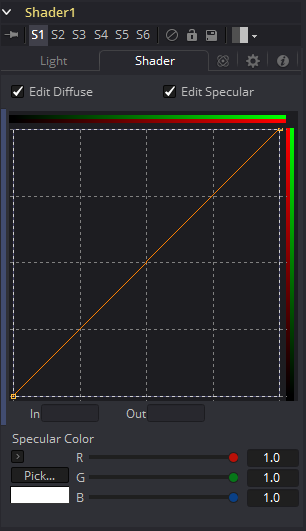 Shader1
S1 S2 S3 S4 S5 S6
Light Shader
Edit Diffuse Edit Specular
In Out
Specular Color
R 1.0
Pick... G 1.0
B 1.0